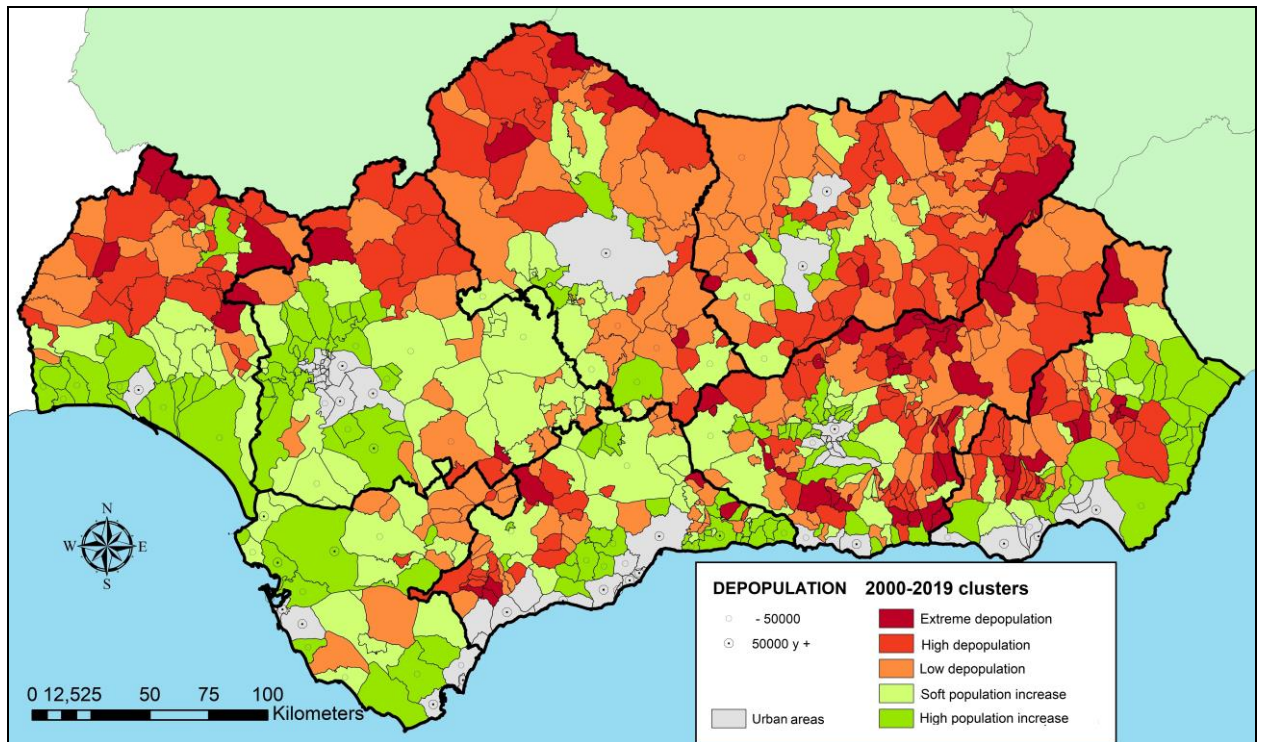 N
W E
S
0 12,525 50 75 100
Kilometers
DEPOPULATION 2000-2019 clusters
- 50000
50000 y +
Urban areas
Extreme depopulation
High depopulation
Low depopulation
Soft population increase
High population increase